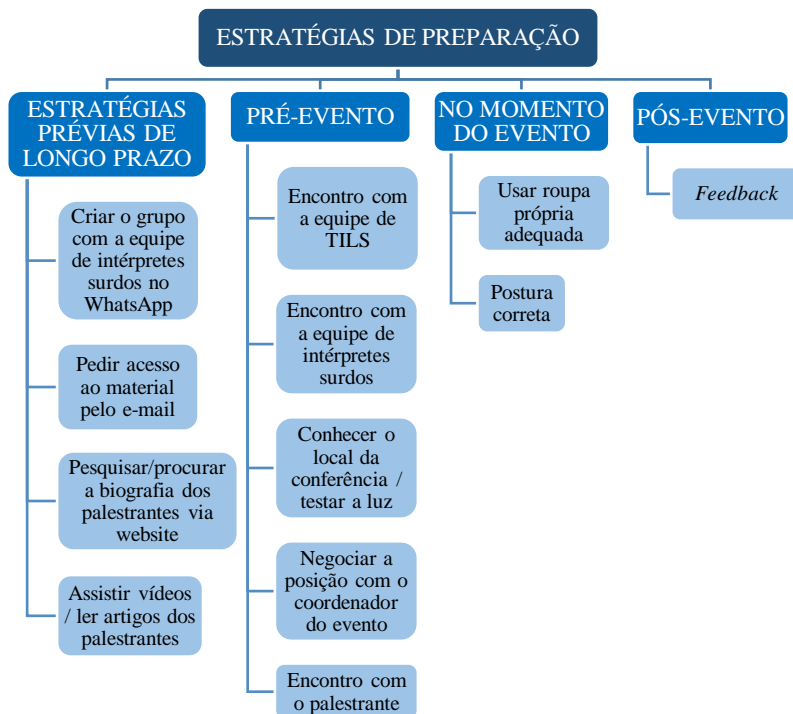 ESTRATÉGIAS DE PREPARAÇÃO
ESTRATÉGIAS
PRÉVIAS DE
LONGO PRAZO
Criar o grupo
com a equipe
de intérpretes
surdos no
WhatsApp
Pedir acesso
ao material
pelo e-mail
Pesquisar/procurar
a biografia dos
palestrantes via
website
Assistir vídeos
/ ler artigos dos
palestrantes
PRÉ-EVENTO
Encontro com
a equipe de
TILS
Encontro com
a equipe de
intérpretes
surdos
Conhecer o
local da
conferência /
testar a luz
Negociar a
posição com o
coordenador
do evento
Encontro com
o palestrante
NO MOMENTO
DO EVENTO
Usar roupa
própria
adequada
Postura
correta
PÓS-EVENTO
Feedback